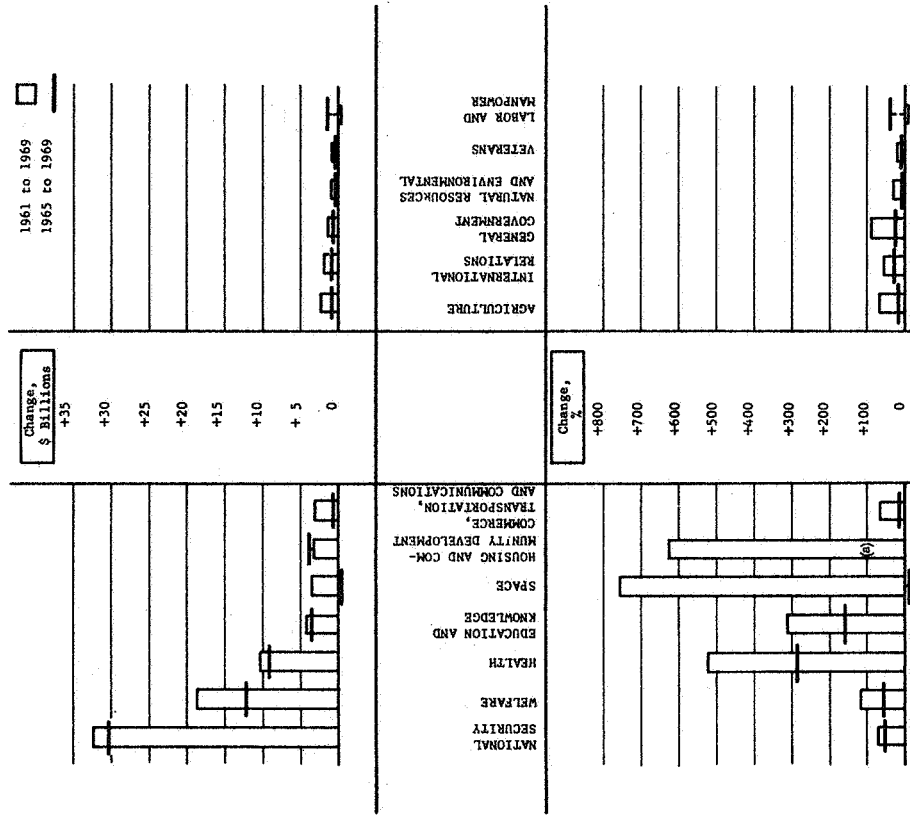 1961 to 1969
1965 to 1969
Change,
$ Billions
+35
+30
+25
+20
+15
+10
+ 5
0
NATIONAL
SECURITY
WELFARE
HEALTH
EDUCATION AND
KNOWLEDGE
SPACE
HOUSING AND COM-
MUNITY DEVELOPMENT
COMMERCE,
TRANSPORTATION,
AND COMMUNICATIONS
AGRICULTURE
INTERNATIONAL
RELATIONS
GENERAL
GOVERNMENT
NATURAL RESOURCES
AND ENVIRONMENTAL
VETERANS
LABOR AND
MANPOWER
Change,
%
+800
+700
+600
+500
+400
+300
+200
+100
0
(a)